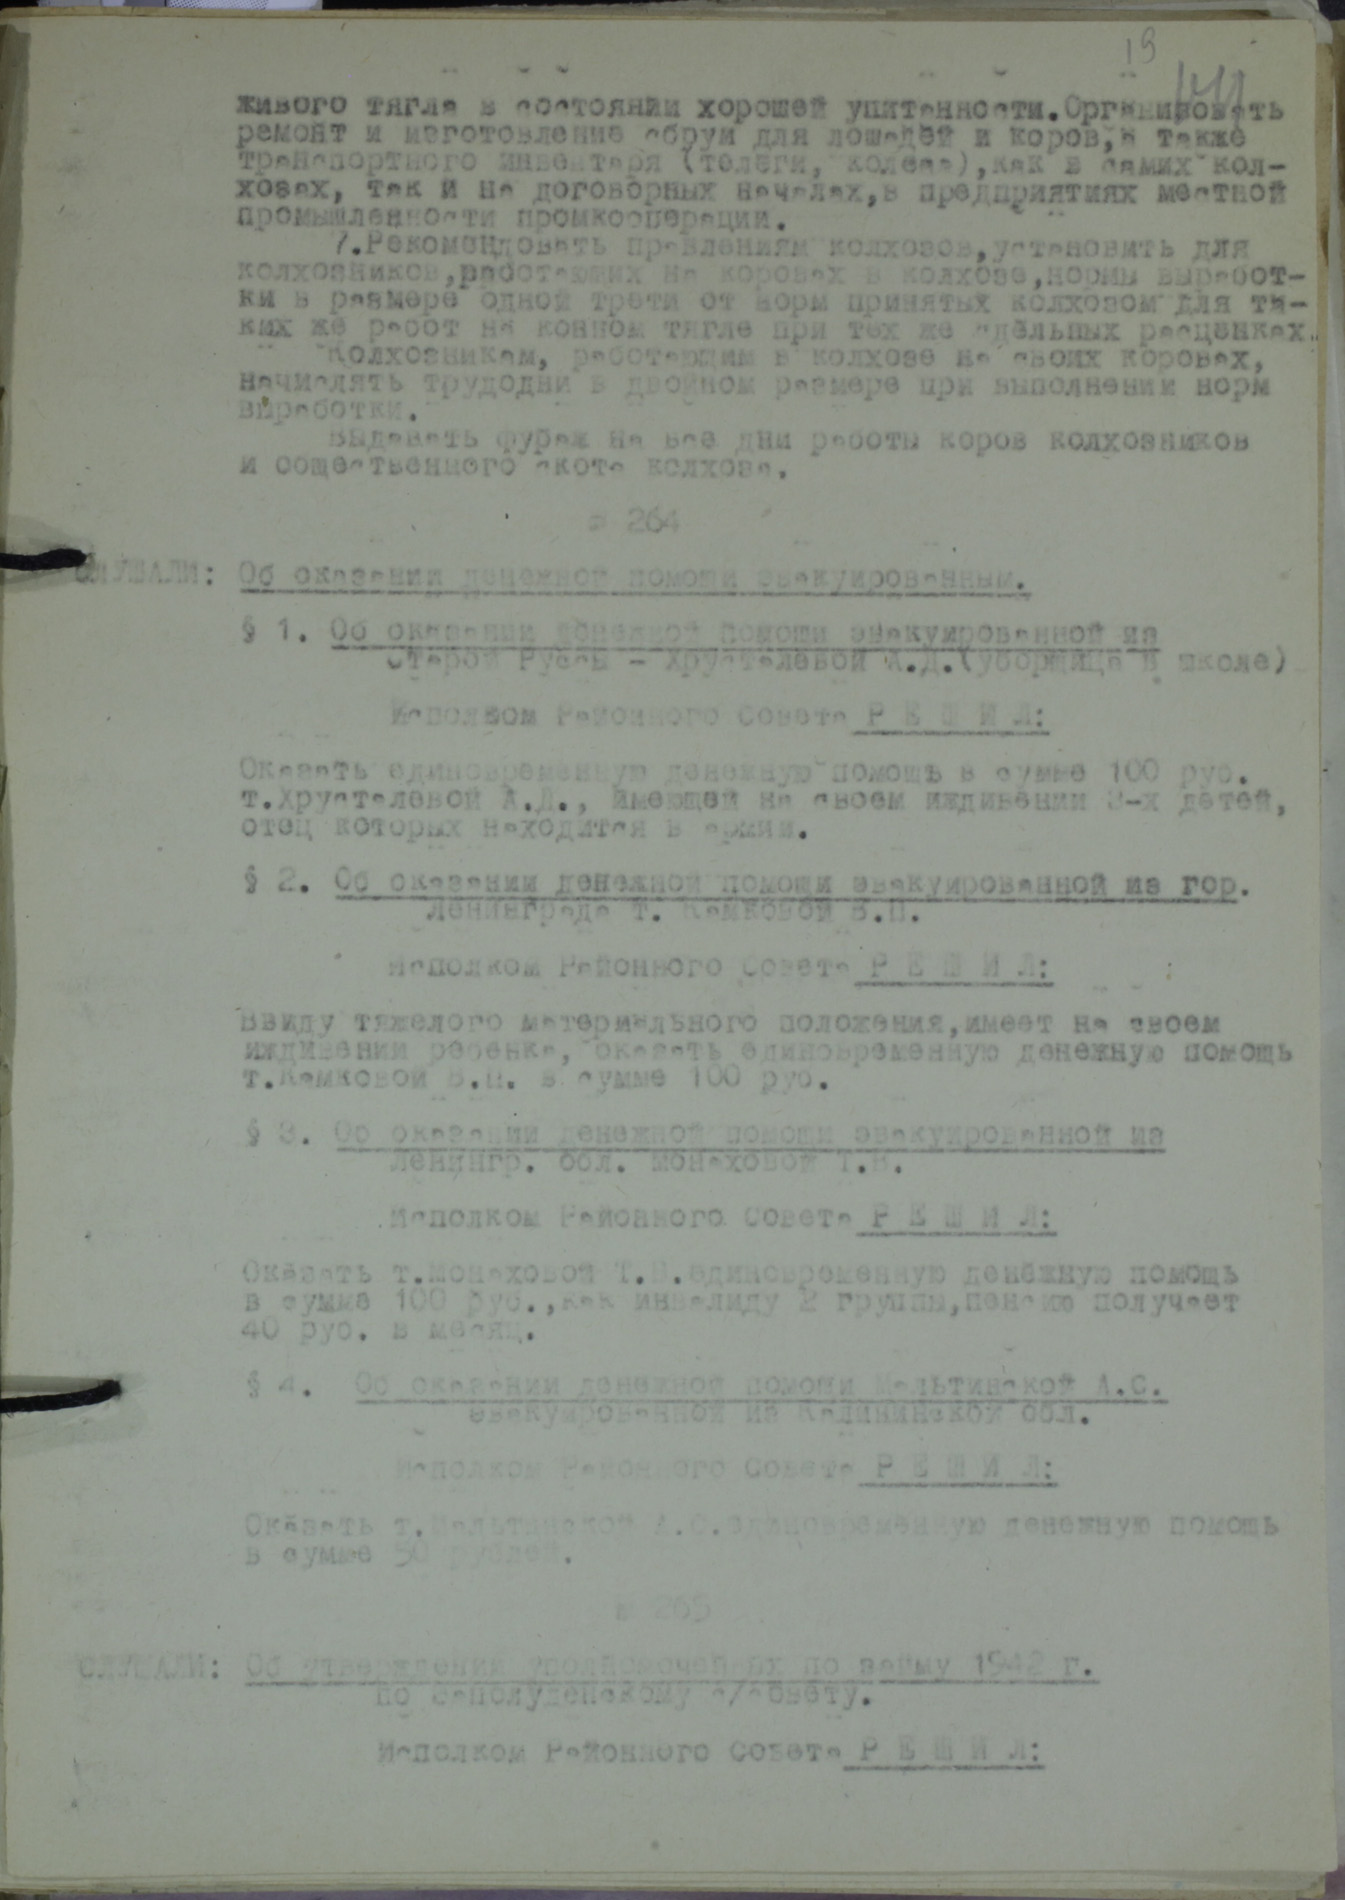 19
живого тягла в состоянии хорошей упитанности.Организовать
ремонт и изготовление сбруи для лошадей и коров,а также
транспортного инвентаря (телеги, колеса),как в самих кол-
хозах, так и на договорных началах,в предприятиях местной
промышленности промкооперации.
7.Рекомендовать правлениям колхозов,установить для
колхозников,работающих на коровах в колхозе,нормы выработ-
ки в размере одной трети от норм принятых колхозом для та-
ких же работ на конном тягле при тех же сдельных расценках.
Колхозникам, работающим в колхозе на своих коровах,
начислять трудодни в двойном размере при выполнении норм
выработки.
Выдавать фураж на все дни работы коров колхозников
и общественного скота колхоза.
№ 264
СЛУШАЛИ: Об оказании денежной помощи эвакуированным.
§ 1. Об оказании денежной помощи эвакуированной из
Старой Руссы – Хрусталевой А.Д.(уборщица в школе)
Исполком Районного Совета Р Е Ш И Л:
Оказать единовременную денежную помощь в сумме 100 руб.
т.Хрусталевой А.Д., имеющей на своем иждивении 3-х детей,
отец которых находится в армии.
§ 2. Об оказании денежной помощи эвакуированной из гор.
Ленинграда т. Камковой В.П.
Исполком Районного Совета Р Е Ш И Л:
Ввиду тяжелого материального положения,имеет на своем
иждивении ребенка, оказать единовременную денежную помощь
т.Камковой В.П. в сумме 100 руб.
§ 3. Об оказании денежной помощи эвакуированной из
Ленингр. обл. Монаховой Т.В.
Исполком Районного Совета Р Е Ш И Л:
Оказать т.Монаховой Т.В.единовременную денежную помощь
в сумме 100 руб.,как инвалиду 2 группы,пенсию получает
40 руб. в месяц.
§ 4. Об оказании денежной помощи Мальтинской А.С.
эвакуированной из Калининской обл.
Исполком Районного Совета Р Е Ш И Л:
Оказать т.Мальтинской А.С.единовременную денежную помощь
в сумме 50 рублей.
№ 265
СЛУШАЛИ: Об утверждении уполномоченных по займу 1942 г.
по Заполуденскому с/совету.
Исполком Районного Совета Р Е Ш И Л: